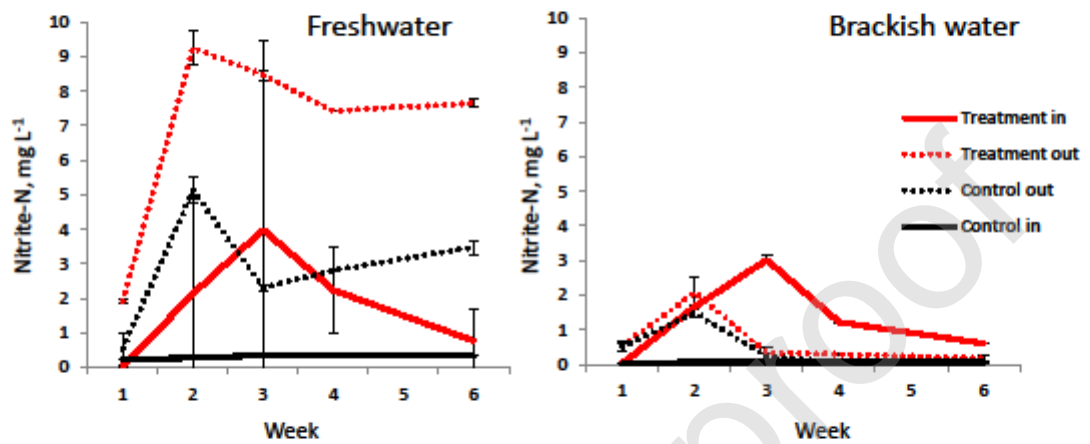 Freshwater
Nitrite-N, mg L-1
10
9
8
7
6
5
4
3
2
1
0
1 2 3 4 5 6
Week
Brackish water
Nitrite-N, mg L-1
10
9
8
7
6
5
4
3
2
1
0
1 2 3 4 5 6
Week
Treatment in
Treatment out
Control out
Control in
proof